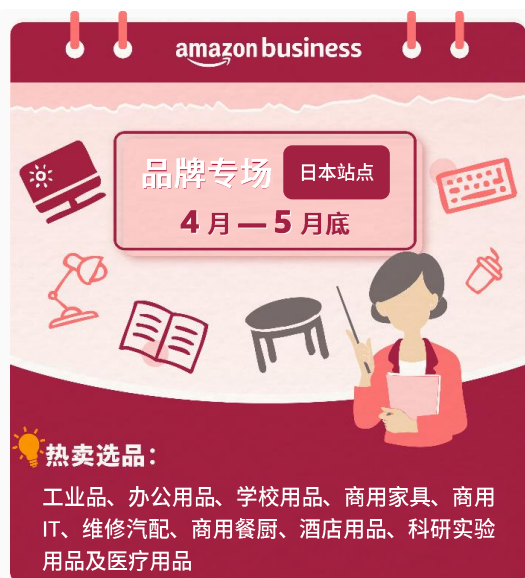 amazon business
品牌专场 日本站点
4月—5月底
热卖选品：
工业品、办公用品、学校用品、商用家具、商用
IT、维修汽配、商用餐厨、酒店用品、科研实验
用品及医疗用品